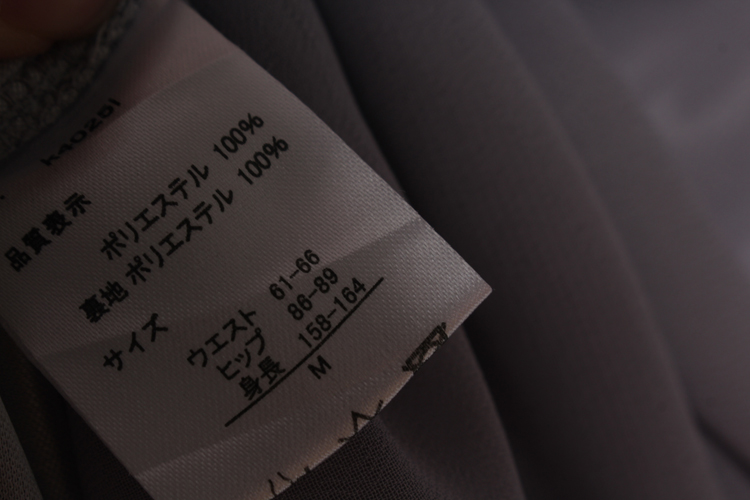 品質表示
ポリエステル 100%
裏地 ポリエステル 100%
サイズ
ウエスト 61-66
ヒップ 86-89
身長 158-164
M